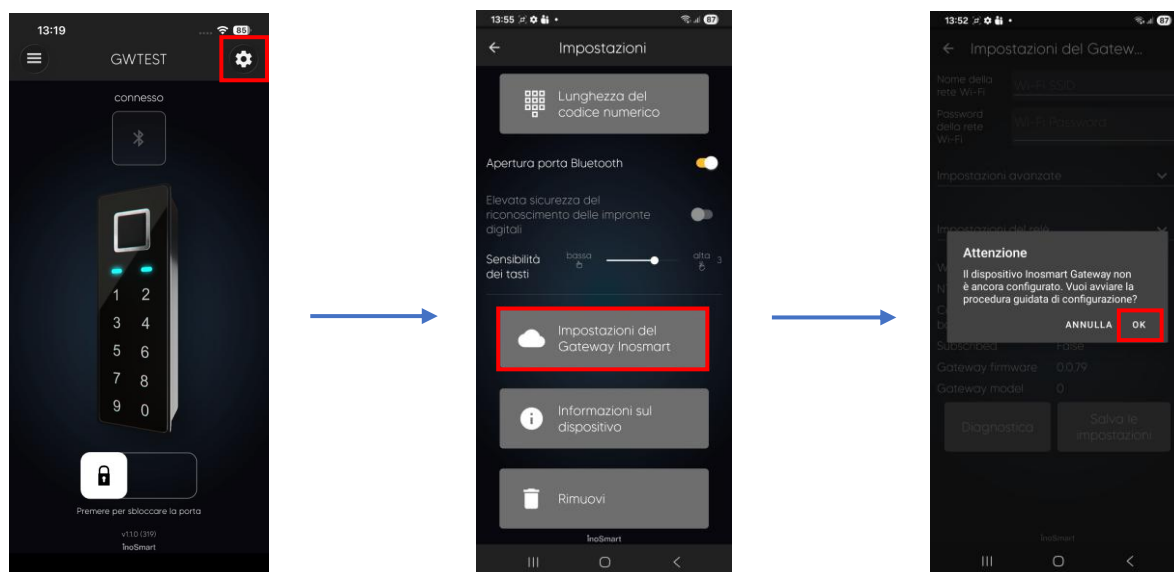 13:19
85
GWTEST
connesso
1 2
3 4
5 6
7 8
9 0
Premere per sbloccare la porta
v1.1.0 (319)
InoSmart
13:55
87
Impostazioni
Lunghezza del
codice numerico
Apertura porta Bluetooth
Elevata sicurezza del
riconoscimento delle impronte
digitali
Sensibilità
dei tasti
bassa
alta
3
Impostazioni del
Gateway Inosmart
Informazioni sul
dispositivo
Rimuovi
InoSmart
13:52
87
Impostazioni del Gatew...
Nome della
rete Wi-Fi
Wi-Fi SSID
Password
della rete
Wi-Fi
Wi-Fi Password
Impostazioni avanzate
Impostazioni del relè
Attenzione
Il dispositivo Inosmart Gateway non
è ancora configurato. Vuoi avviare la
procedura guidata di configurazione?
ANNULLA OK
Subscribed False
Gateway firmware 0.0.79
Gateway model 0
Diagnostica
Salva le
impostazioni
InoSmart